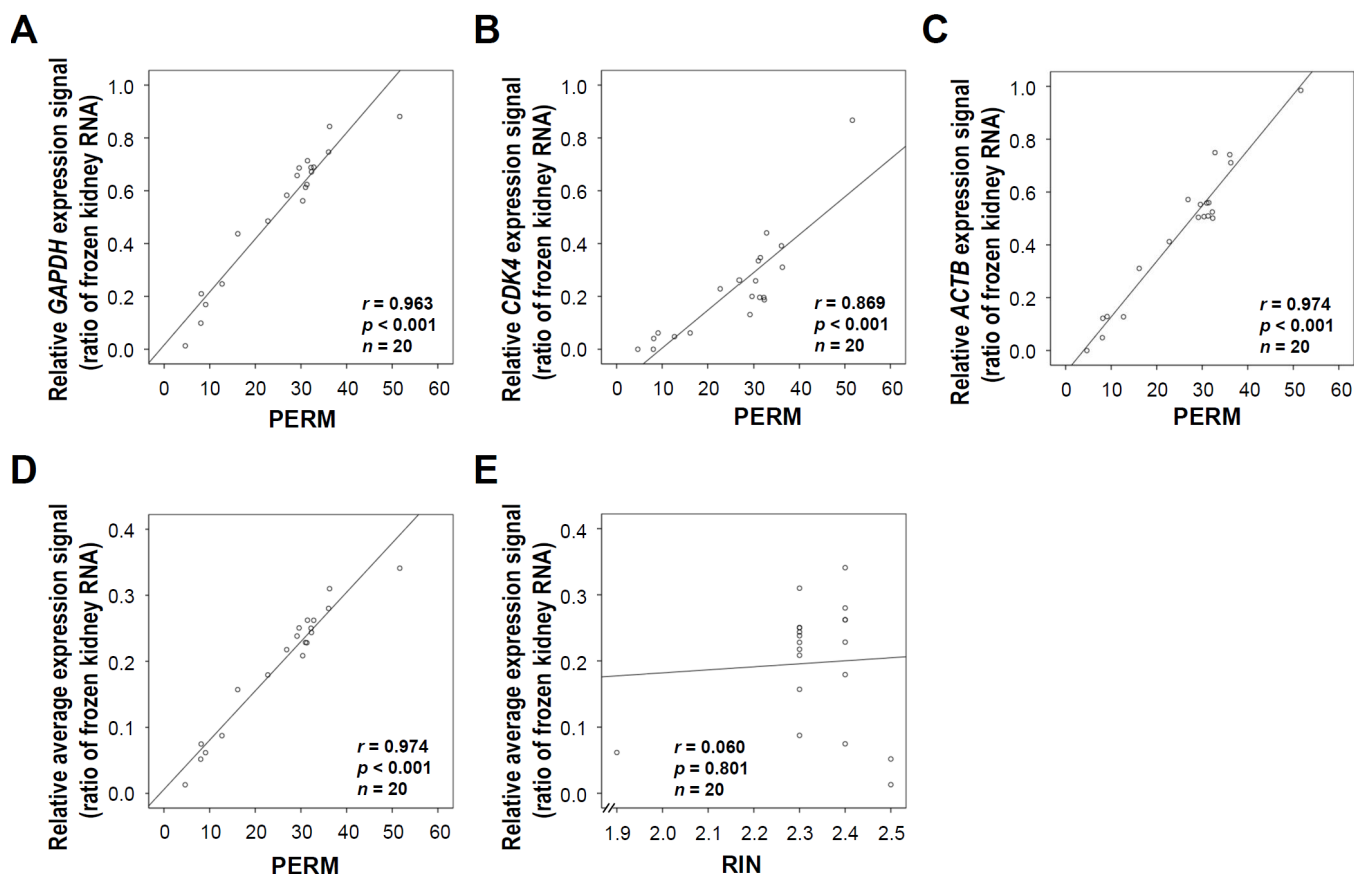 A
Relative GAPDH expression signal
(ratio of frozen kidney RNA)
1.0
0.8
0.6
0.4
0.2
0.0
r = 0.963
p < 0.001
n = 20
0 10 20 30 40 50 60
PERM
B
Relative CDK4 expression signal
(ratio of frozen kidney RNA)
1.0
0.8
0.6
0.4
0.2
0.0
r = 0.869
p < 0.001
n = 20
0 10 20 30 40 50 60
PERM
C
Relative ACTB expression signal
(ratio of frozen kidney RNA)
1.0
0.8
0.6
0.4
0.2
0.0
r = 0.974
p < 0.001
n = 20
0 10 20 30 40 50 60
PERM
D
Relative average expression signal
(ratio of frozen kidney RNA)
0.4
0.3
0.2
0.1
0.0
r = 0.974
p < 0.001
n = 20
0 10 20 30 40 50 60
PERM
E
Relative average expression signal
(ratio of frozen kidney RNA)
0.4
0.3
0.2
0.1
0.0
r = 0.060
p = 0.801
n = 20
1.9 2.0 2.1 2.2 2.3 2.4 2.5
RIN